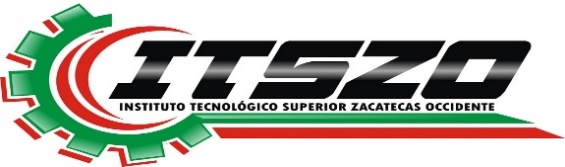 ITSZO
INSTITUTO TECNOLÓGICO SUPERIOR ZACATECAS OCCIDENTE